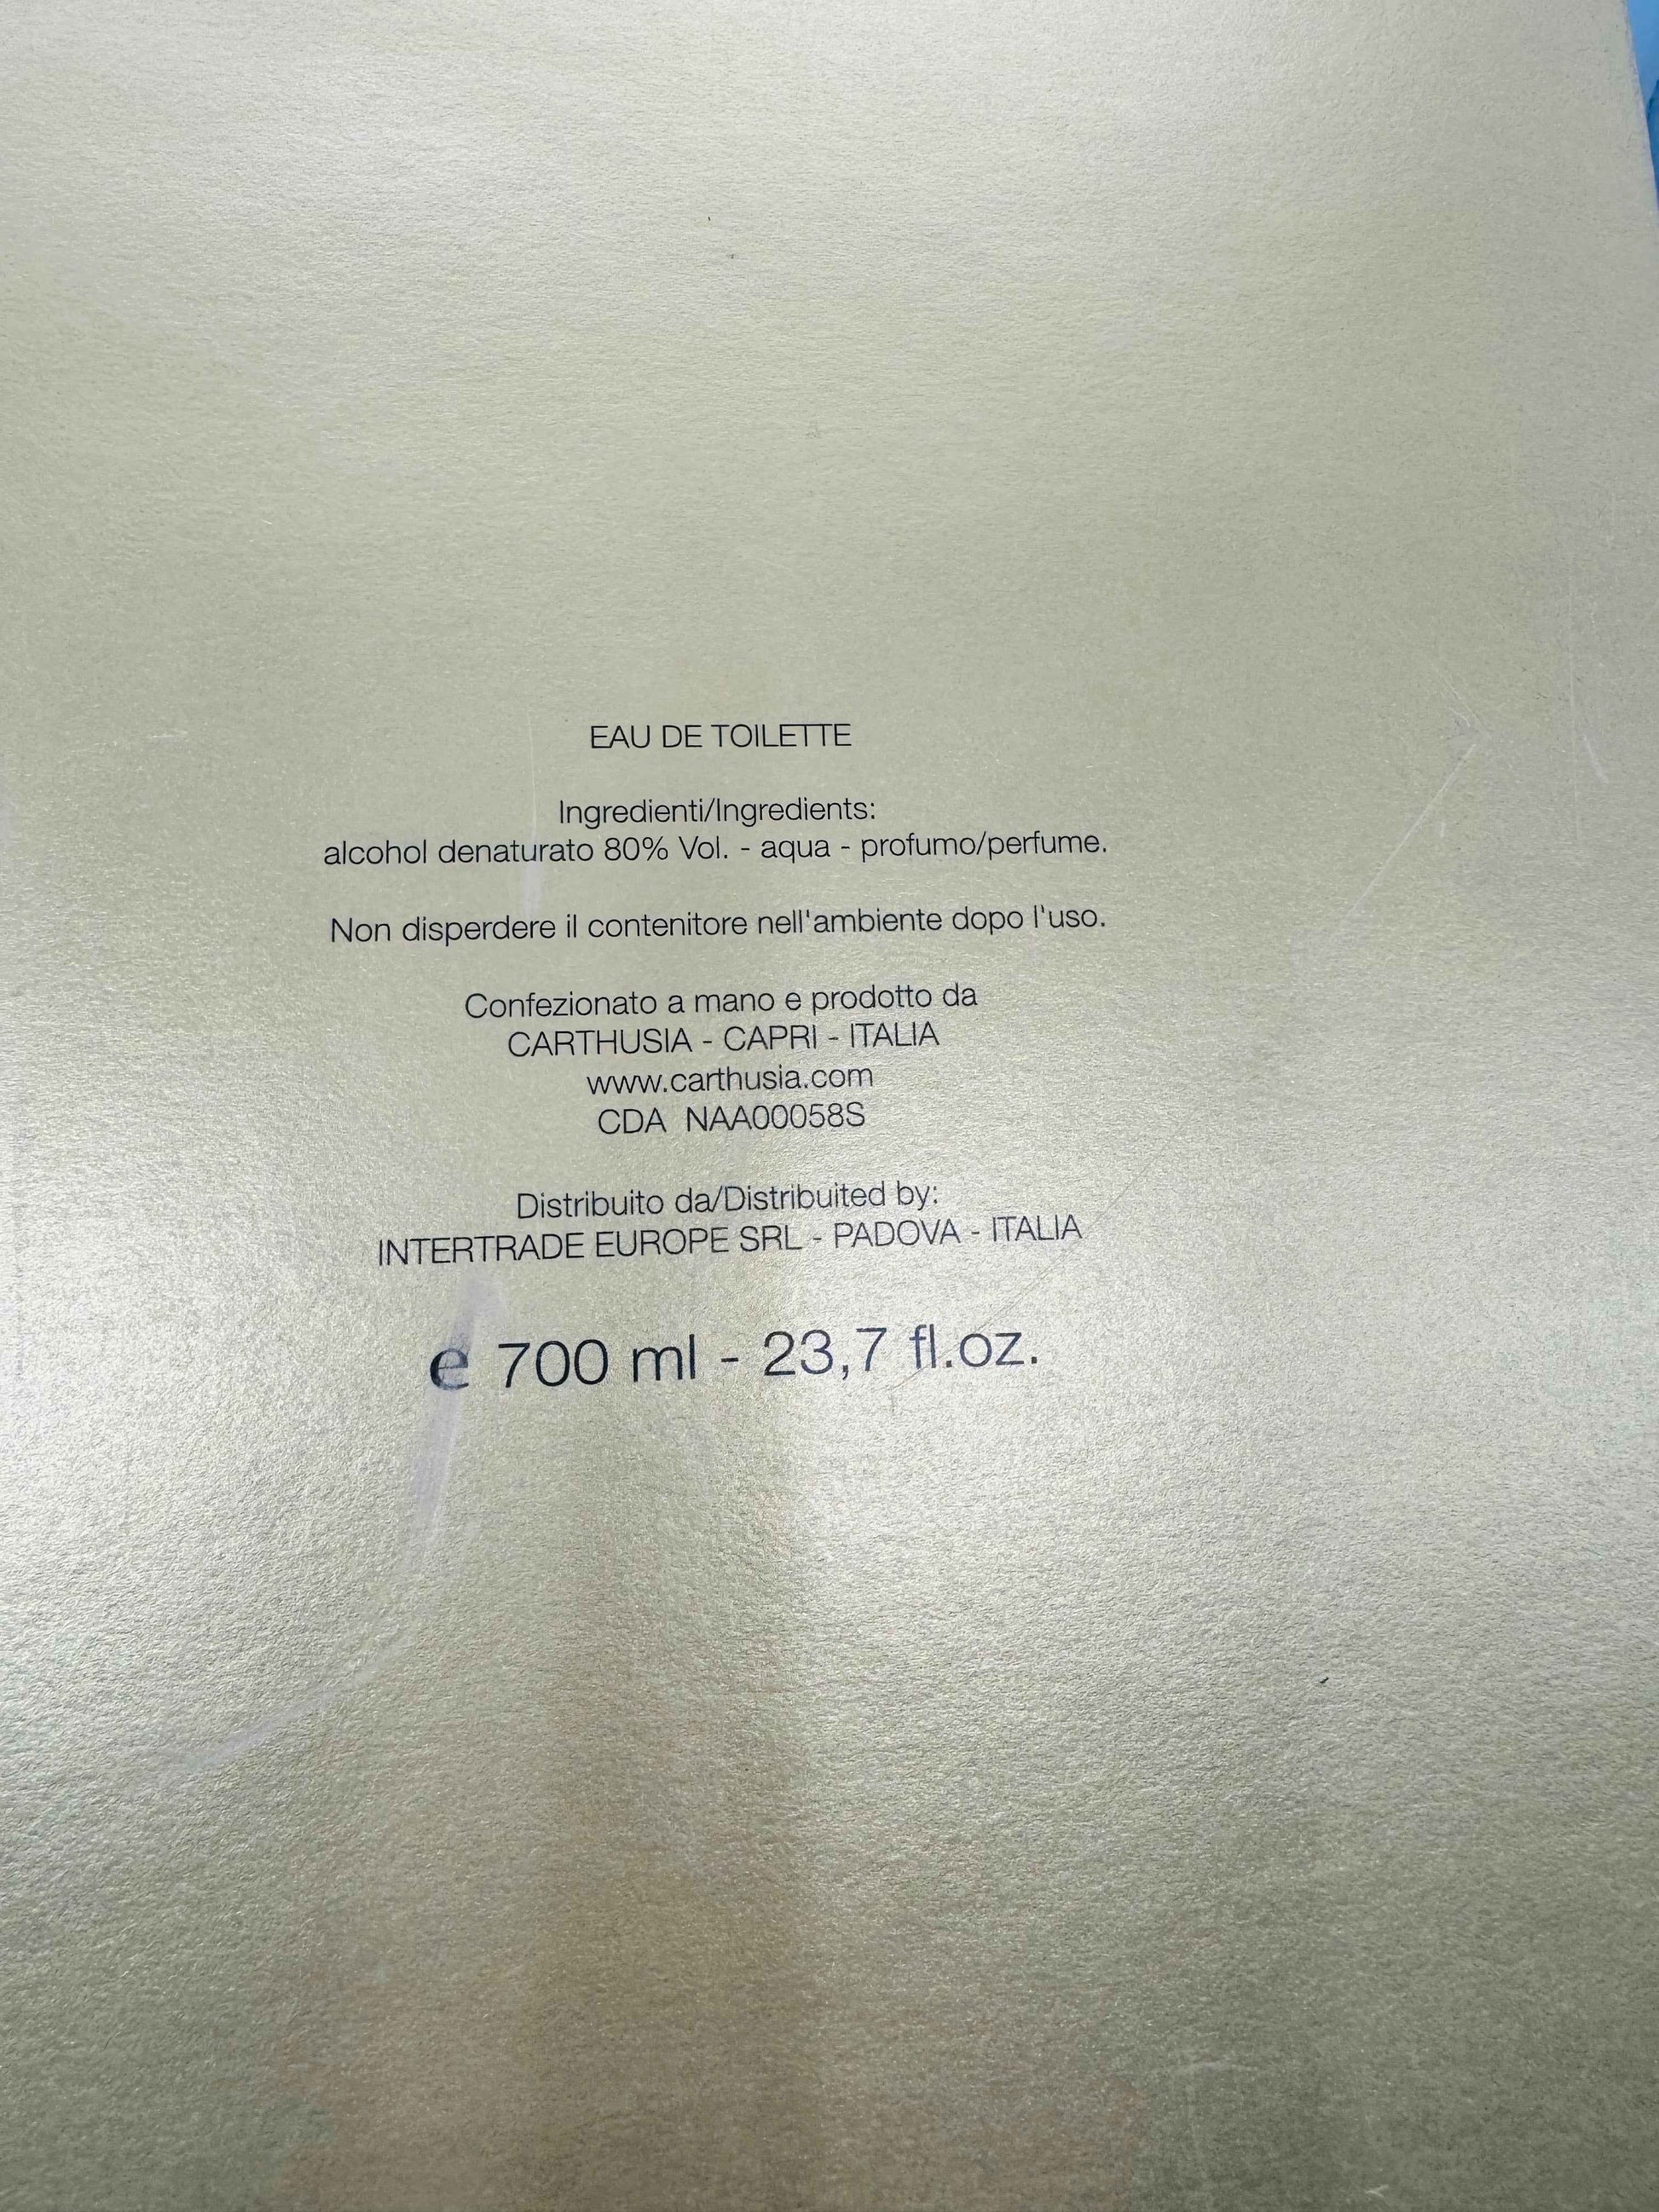 EAU DE TOILETTE
Ingredienti/Ingredients:
alcohol denaturato 80% Vol. - aqua - profumo/perfume.
Non disperdere il contenitore nell'ambiente dopo l'uso.
Confezionato a mano e prodotto da
CARTHUSIA - CAPRI - ITALIA
www.carthusia.com
CDA NAA00058S
Distribuito da/Distribuited by:
INTERTRADE EUROPE SRL - PADOVA - ITALIA
e 700 ml - 23,7 fl.oz.